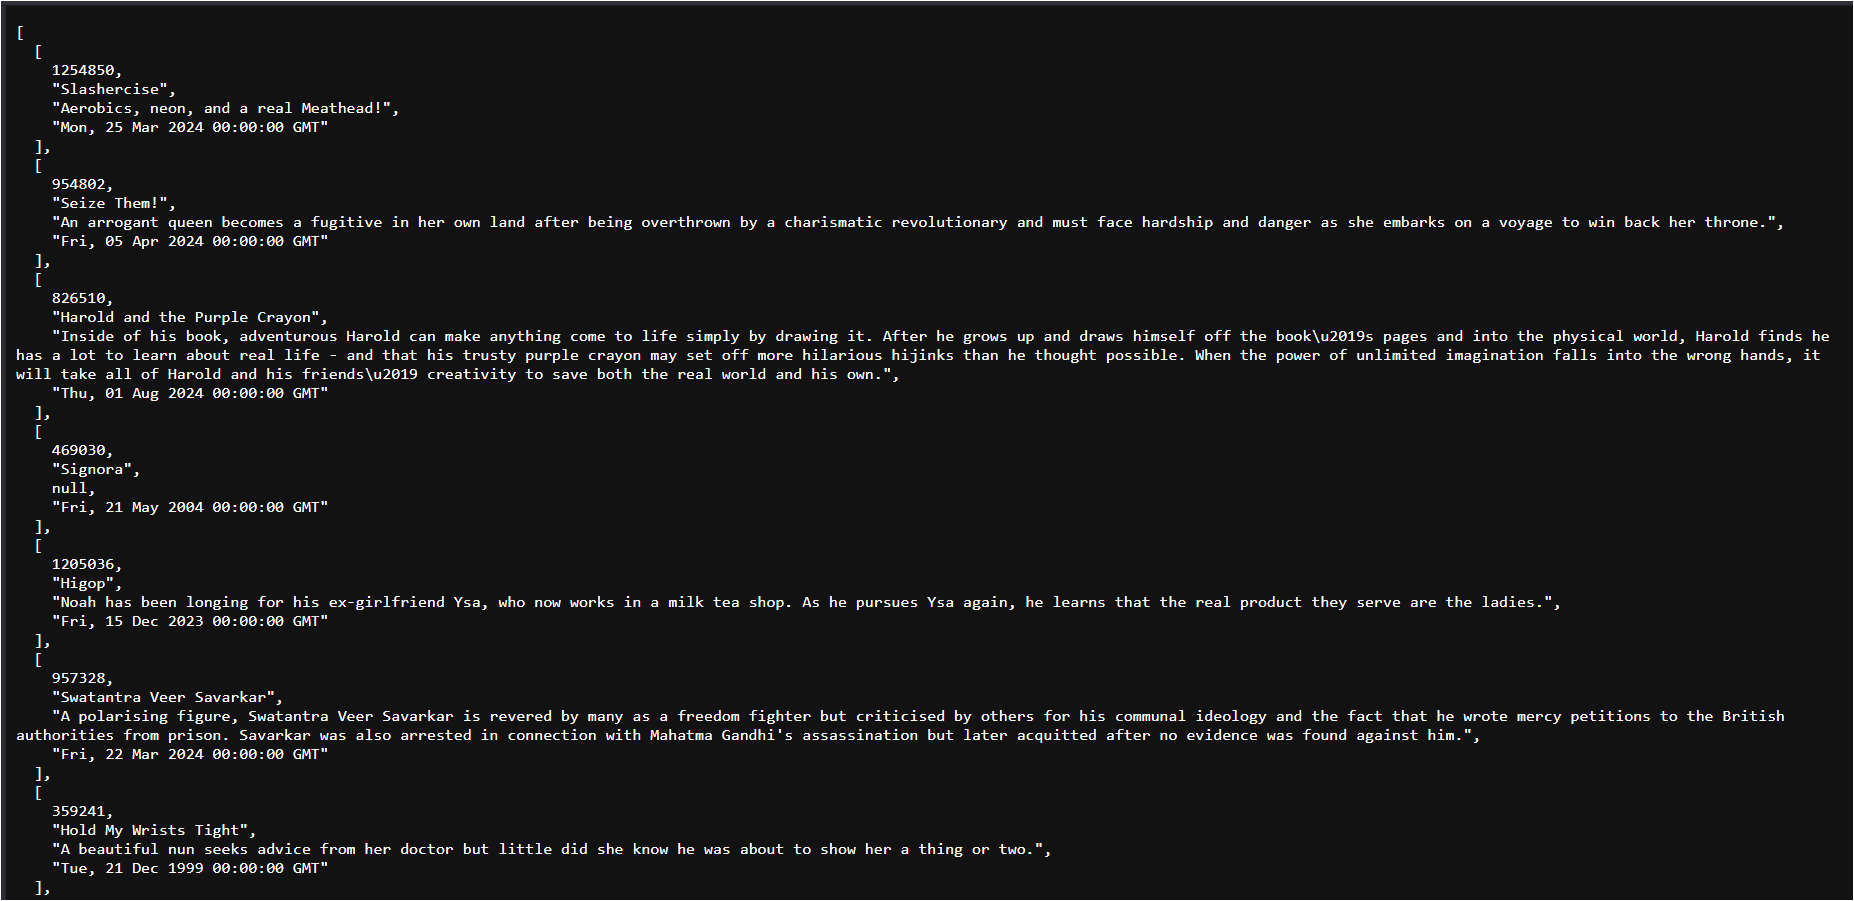 [
[
1254850,
"Slashercise",
"Aerobics, neon, and a real Meathead!",
"Mon, 25 Mar 2024 00:00:00 GMT"
],
[
954802,
"Seize Them!",
"An arrogant queen becomes a fugitive in her own land after being overthrown by a charismatic revolutionary and must face hardship and danger as she embarks on a voyage to win back her throne.",
"Fri, 05 Apr 2024 00:00:00 GMT"
],
[
826510,
"Harold and the Purple Crayon",
"Inside of his book, adventurous Harold can make anything come to life simply by drawing it. After he grows up and draws himself off the book\u2019s pages and into the physical world, Harold finds he
has a lot to learn about real life - and that his trusty purple crayon may set off more hilarious hijinks than he thought possible. When the power of unlimited imagination falls into the wrong hands, it
will take all of Harold and his friends\u2019 creativity to save both the real world and his own.",
"Thu, 01 Aug 2024 00:00:00 GMT"
],
[
469030,
"Signora",
null,
"Fri, 21 May 2004 00:00:00 GMT"
],
[
1205036,
"Higop",
"Noah has been longing for his ex-girlfriend Ysa, who now works in a milk tea shop. As he pursues Ysa again, he learns that the real product they serve are the ladies.",
"Fri, 15 Dec 2023 00:00:00 GMT"
],
[
957328,
"Swatantra Veer Savarkar",
"A polarising figure, Swatantra Veer Savarkar is revered by many as a freedom fighter but criticised by others for his communal ideology and the fact that he wrote mercy petitions to the British
authorities from prison. Savarkar was also arrested in connection with Mahatma Gandhi's assassination but later acquitted after no evidence was found against him.",
"Fri, 22 Mar 2024 00:00:00 GMT"
],
[
359241,
"Hold My Wrists Tight",
"A beautiful nun seeks advice from her doctor but little did she know he was about to show her a thing or two.",
"Tue, 21 Dec 1999 00:00:00 GMT"
],